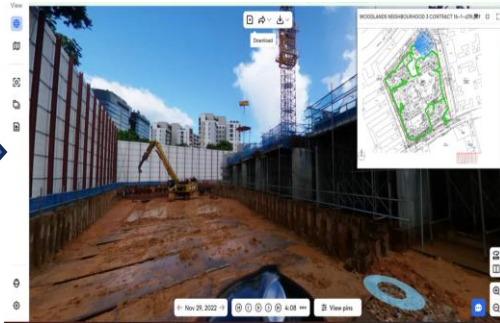 View
WOODLANDS NEIGHBOURHOOD 3 CONTRACT
Download
Nov 29, 2022
4:08
View pins